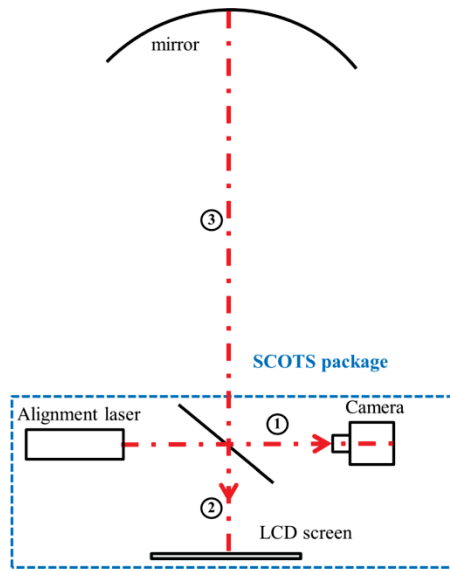 mirror
③
SCOTS package
Alignment laser
Camera
①
②
LCD screen